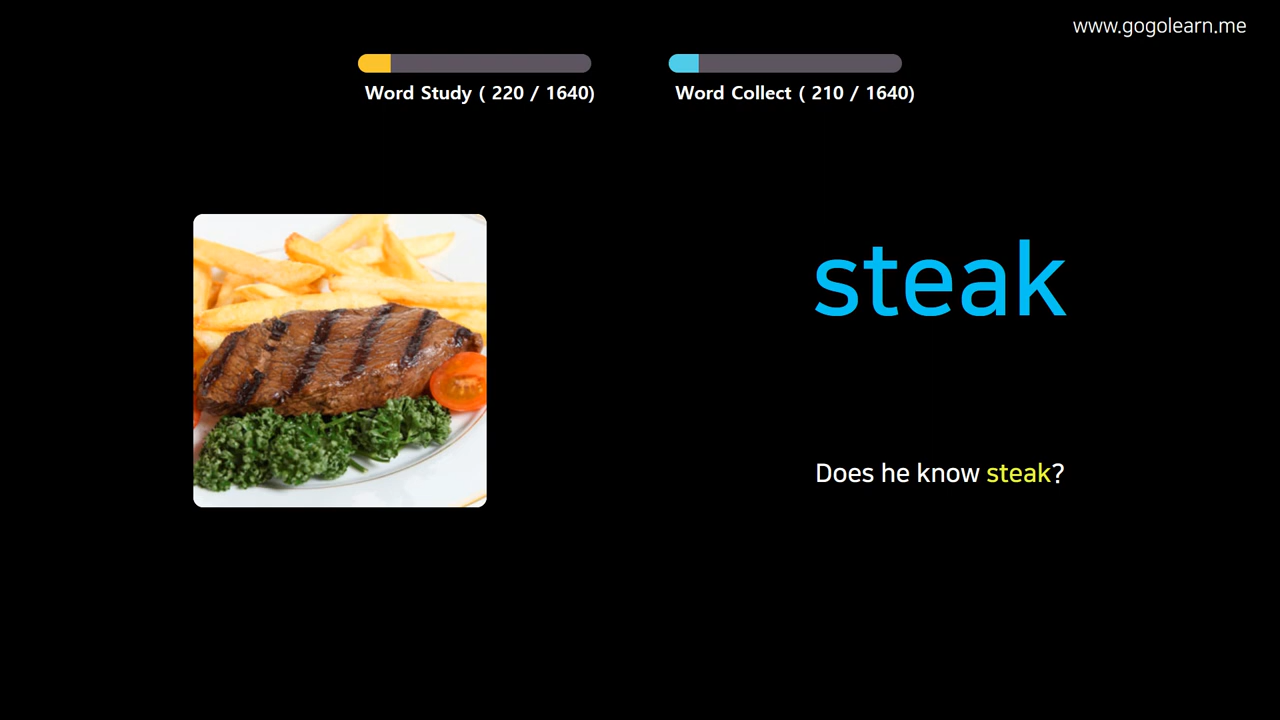 www.gogolearn.me
Word Study ( 220 / 1640)
Word Collect ( 210 / 1640)
steak
Does he know steak?